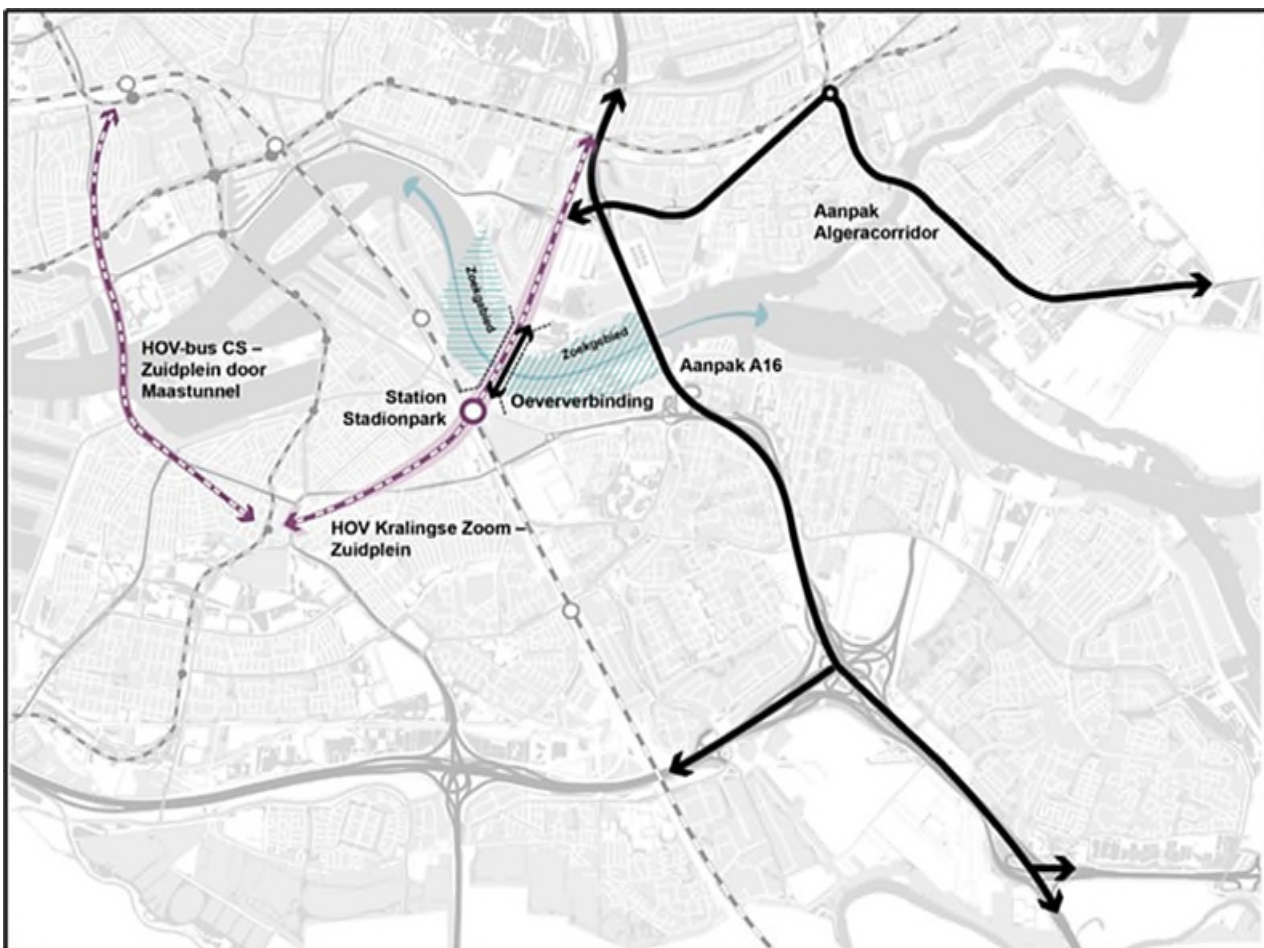 Aanpak
Algeracorridor
Zoekgebied
Zoekgebied
HOV-bus CS –
Zuidplein door
Maastunnel
Aanpak A16
Station
Stadionpark
Oeververbinding
HOV Kralingse Zoom –
Zuidplein